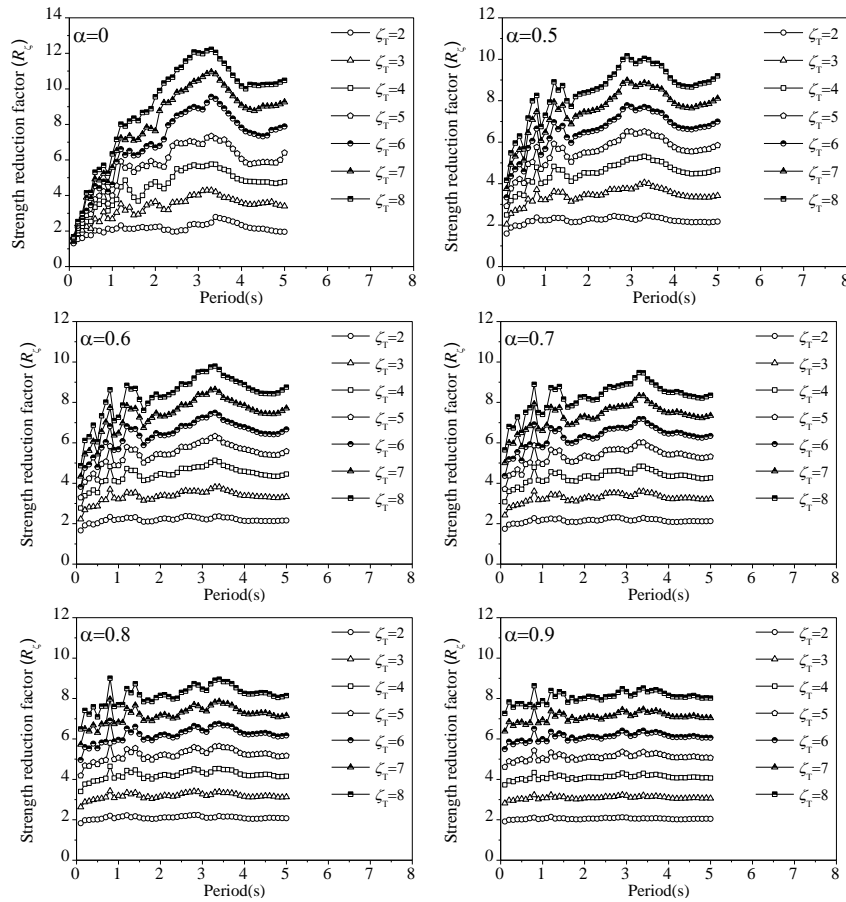 α=0
Strength reduction factor (Rζ)
14
12
10
8
6
4
2
0
0 1 2 3 4 5 6 7 8
Period(s)
ζT=2
ζT=3
ζT=4
ζT=5
ζT=6
ζT=7
ζT=8
α=0.5
Strength reduction factor (Rζ)
12
10
8
6
4
2
0
0 1 2 3 4 5 6 7 8
Period(s)
ζT=2
ζT=3
ζT=4
ζT=5
ζT=6
ζT=7
ζT=8
α=0.6
Strength reduction factor (Rζ)
12
10
8
6
4
2
0
0 1 2 3 4 5 6 7 8
Period(s)
ζT=2
ζT=3
ζT=4
ζT=5
ζT=6
ζT=7
ζT=8
α=0.7
Strength reduction factor (Rζ)
12
10
8
6
4
2
0
0 1 2 3 4 5 6 7 8
Period(s)
ζT=2
ζT=3
ζT=4
ζT=5
ζT=6
ζT=7
ζT=8
α=0.8
Strength reduction factor (Rζ)
12
10
8
6
4
2
0
0 1 2 3 4 5 6 7 8
Period(s)
ζT=2
ζT=3
ζT=4
ζT=5
ζT=6
ζT=7
ζT=8
α=0.9
Strength reduction factor (Rζ)
12
10
8
6
4
2
0
0 1 2 3 4 5 6 7 8
Period(s)
ζT=2
ζT=3
ζT=4
ζT=5
ζT=6
ζT=7
ζT=8